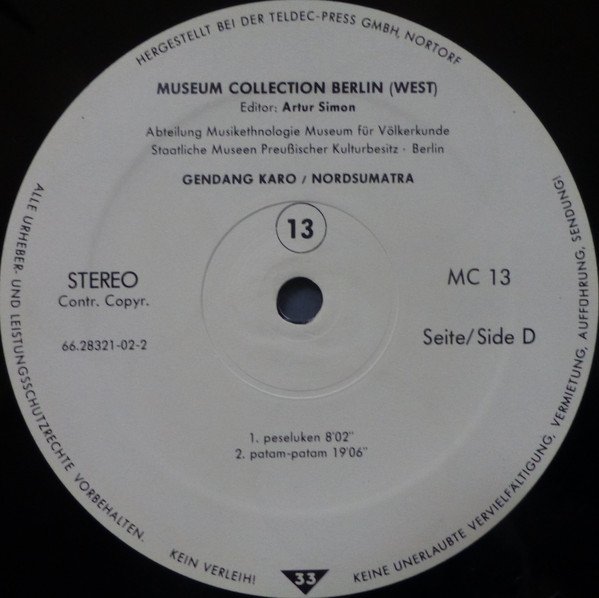 HERGESTELLT BEI DER TELDEC-PRESS GMBH, NORTORF
MUSEUM COLLECTION BERLIN (WEST)
Editor: Artur Simon
Abteilung Musikethnologie Museum für Völkerkunde
Staatliche Museen Preußischer Kulturbesitz · Berlin
GENDANG KARO / NORDSUMATRA
13
STEREO
Contr. Copyr.
66.28321-02-2
MC 13
Seite/Side D
1. peseluken 8'02"
2. patam-patam 19'06"
ALLE URHEBER- UND LEISTUNGSSCHUTZRECHTE VORBEHALTEN.
KEIN VERLEIH!
33
KEINE UNERLAUBTE VERVIELFÄLTIGUNG, VERMIETUNG, AUFFÜHRUNG, SENDUNG!